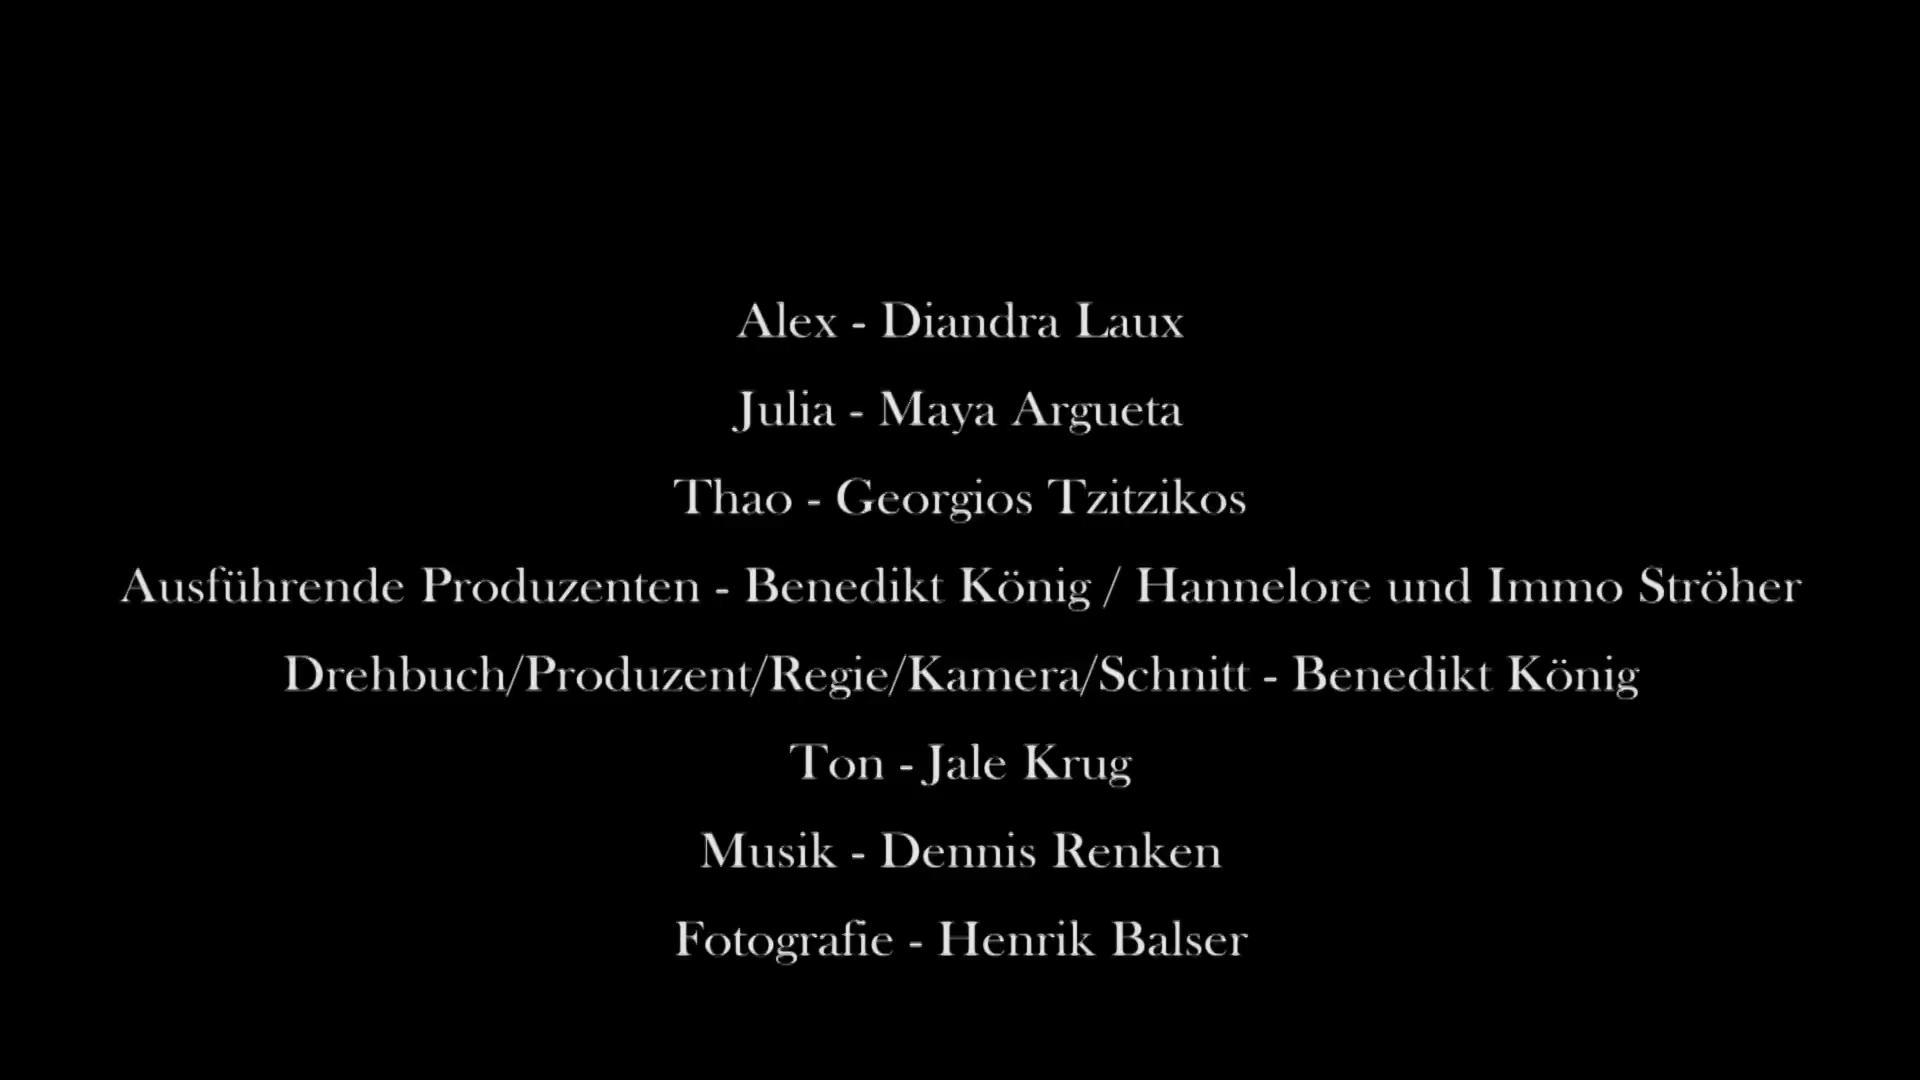 Alex - Diandra Laux
Julia - Maya Argueta
Thao - Georgios Tzitzikos
Ausführende Produzenten - Benedikt König / Hannelore und Immo Ströher
Drehbuch/Produzent/Regie/Kamera/Schnitt - Benedikt König
Ton - Jale Krug
Musik - Dennis Renken
Fotografie - Henrik Balser